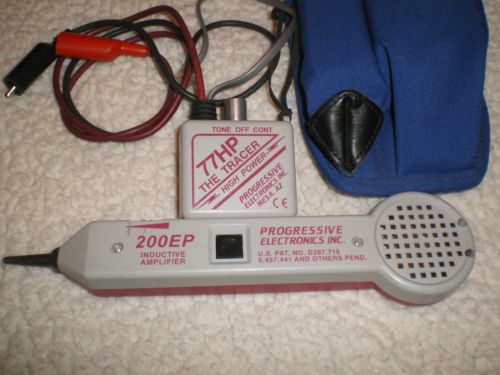 TONE OFF CONT
77HP
THE TRACER
HIGH POWER
PROGRESSIVE
ELECTRONICS INC.
MESA, AZ
CE
200EP
INDUCTIVE
AMPLIFIER
PROGRESSIVE
ELECTRONICS INC.
U.S. PAT. NO. D297,715
5,457,441 AND OTHERS PEND.